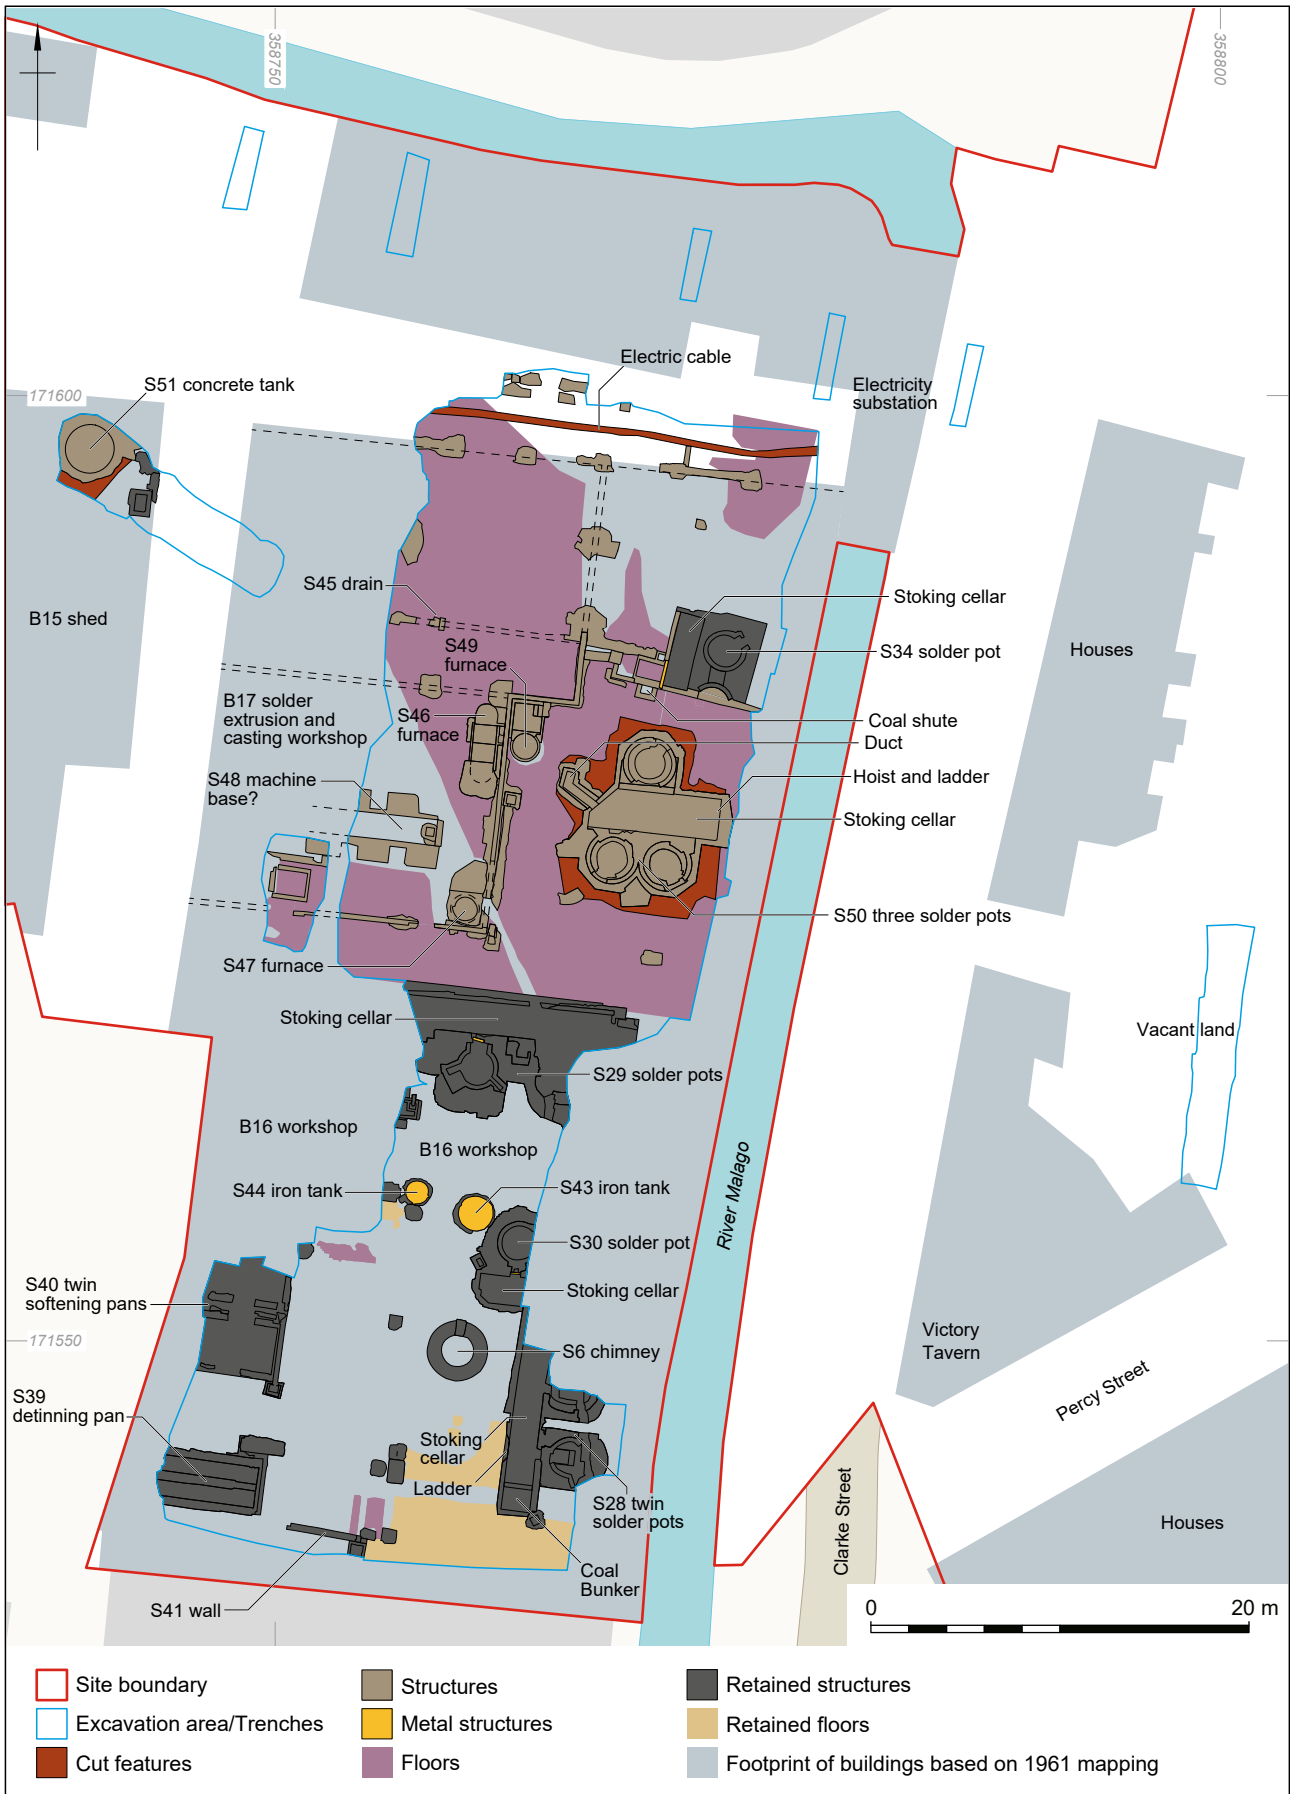 358750
358800
Electric cable
S51 concrete tank
171600
Electricity
substation
S45 drain
Stoking cellar
B15 shed
S49
furnace
S34 solder pot
Houses
B17 solder
extrusion and
casting workshop
S46
furnace
Coal shute
Duct
S48 machine
base?
Hoist and ladder
Stoking cellar
S50 three solder pots
S47 furnace
Stoking cellar
Vacant land
S29 solder pots
B16 workshop
B16 workshop
River Malago
S44 iron tank
S43 iron tank
S30 solder pot
S40 twin
softening pans
Stoking cellar
171550
Victory
Tavern
S6 chimney
Percy Street
S39
detinning pan
Stoking
cellar
Ladder
S28 twin
solder pots
Clarke Street
Houses
Coal
Bunker
S41 wall
0
20 m
Site boundary
Structures
Retained structures
Excavation area/Trenches
Metal structures
Retained floors
Cut features
Floors
Footprint of buildings based on 1961 mapping